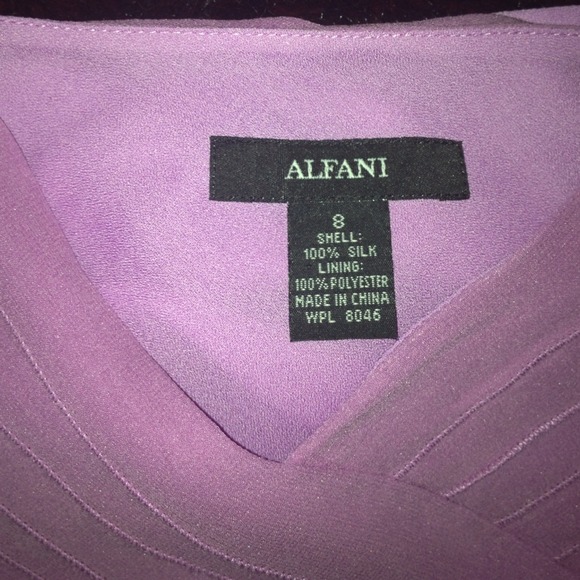 ALFANI
8
SHELL:
100% SILK
LINING:
100% POLYESTER
MADE IN CHINA
WPL 8046